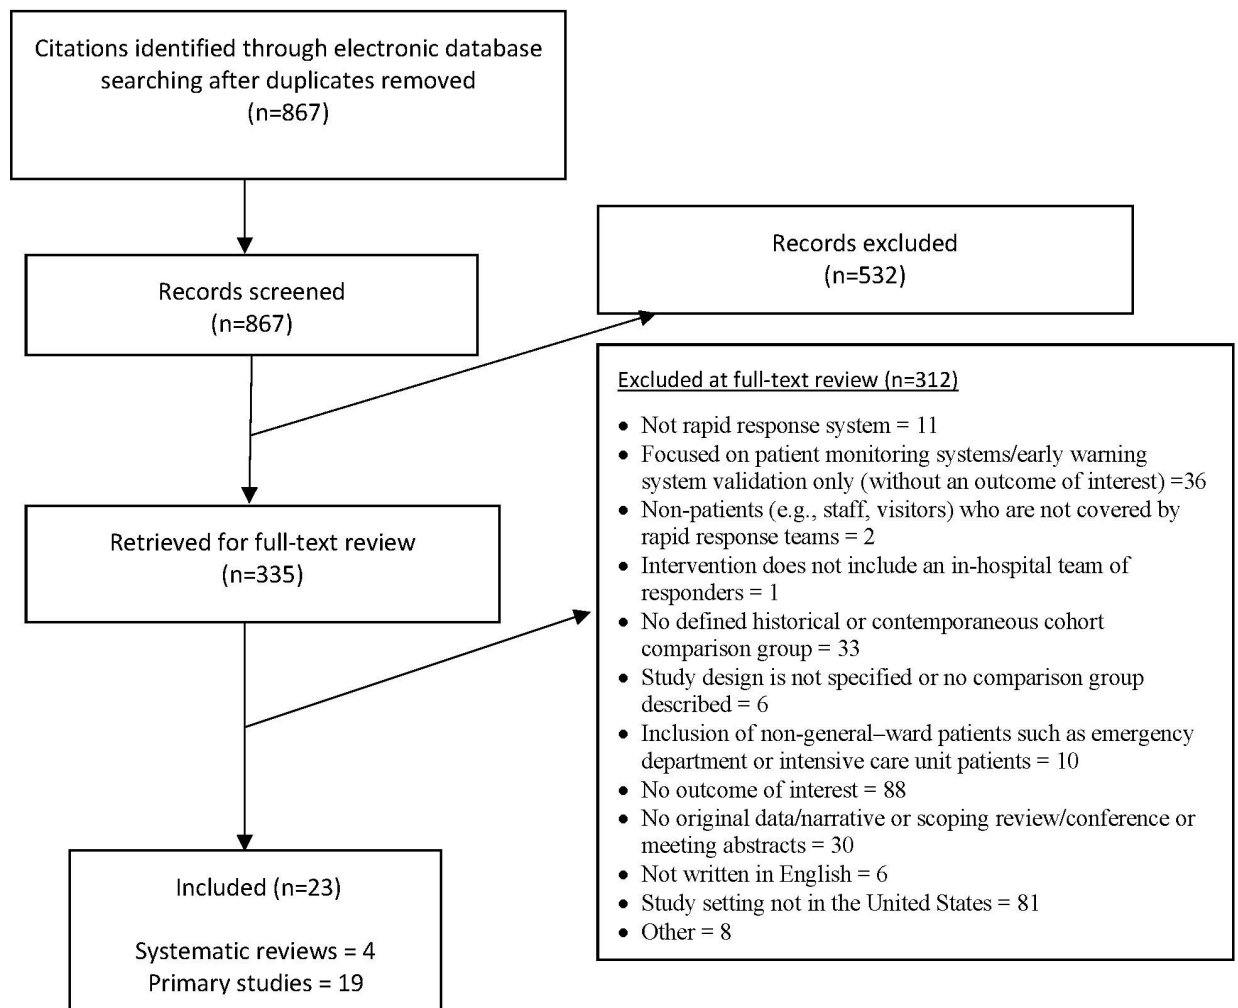 Citations identified through electronic database
searching after duplicates removed
(n=867)
Records screened
(n=867)
Records excluded
(n=532)
Retrieved for full-text review
(n=335)
Excluded at full-text review (n=312)
• Not rapid response system = 11
• Focused on patient monitoring systems/early warning
system validation only (without an outcome of interest) =36
• Non-patients (e.g., staff, visitors) who are not covered by
rapid response teams = 2
• Intervention does not include an in-hospital team of
responders = 1
• No defined historical or contemporaneous cohort
comparison group = 33
• Study design is not specified or no comparison group
described = 6
• Inclusion of non-general–ward patients such as emergency
department or intensive care unit patients = 10
• No outcome of interest = 88
• No original data/narrative or scoping review/conference or
meeting abstracts = 30
• Not written in English = 6
• Study setting not in the United States = 81
• Other = 8
Included (n=23)
Systematic reviews = 4
Primary studies = 19